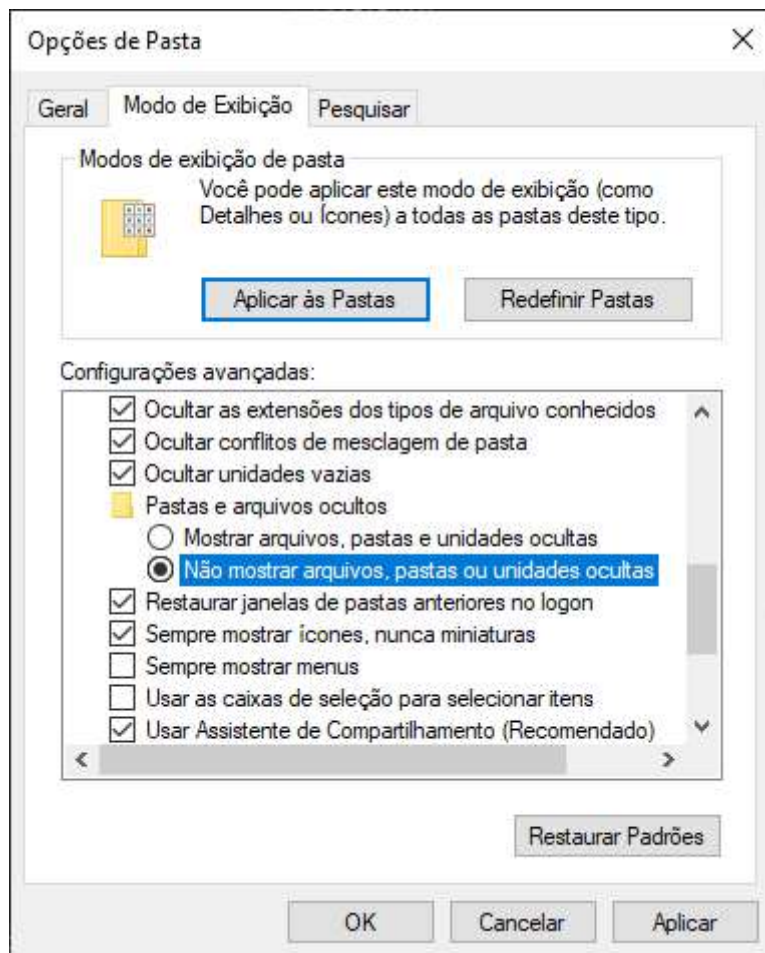 Opções de Pasta
Geral
Modo de Exibição
Pesquisar
Modos de exibição de pasta
Você pode aplicar este modo de exibição (como
Detalhes ou Ícones) a todas as pastas deste tipo.
Aplicar às Pastas
Redefinir Pastas
Configurações avançadas:
Ocultar as extensões dos tipos de arquivo conhecidos
Ocultar conflitos de mesclagem de pasta
Ocultar unidades vazias
Pastas e arquivos ocultos
Mostrar arquivos, pastas e unidades ocultas
Não mostrar arquivos, pastas ou unidades ocultas
Restaurar janelas de pastas anteriores no logon
Sempre mostrar ícones, nunca miniaturas
Sempre mostrar menus
Usar as caixas de seleção para selecionar itens
Usar Assistente de Compartilhamento (Recomendado)
Restaurar Padrões
OK
Cancelar
Aplicar